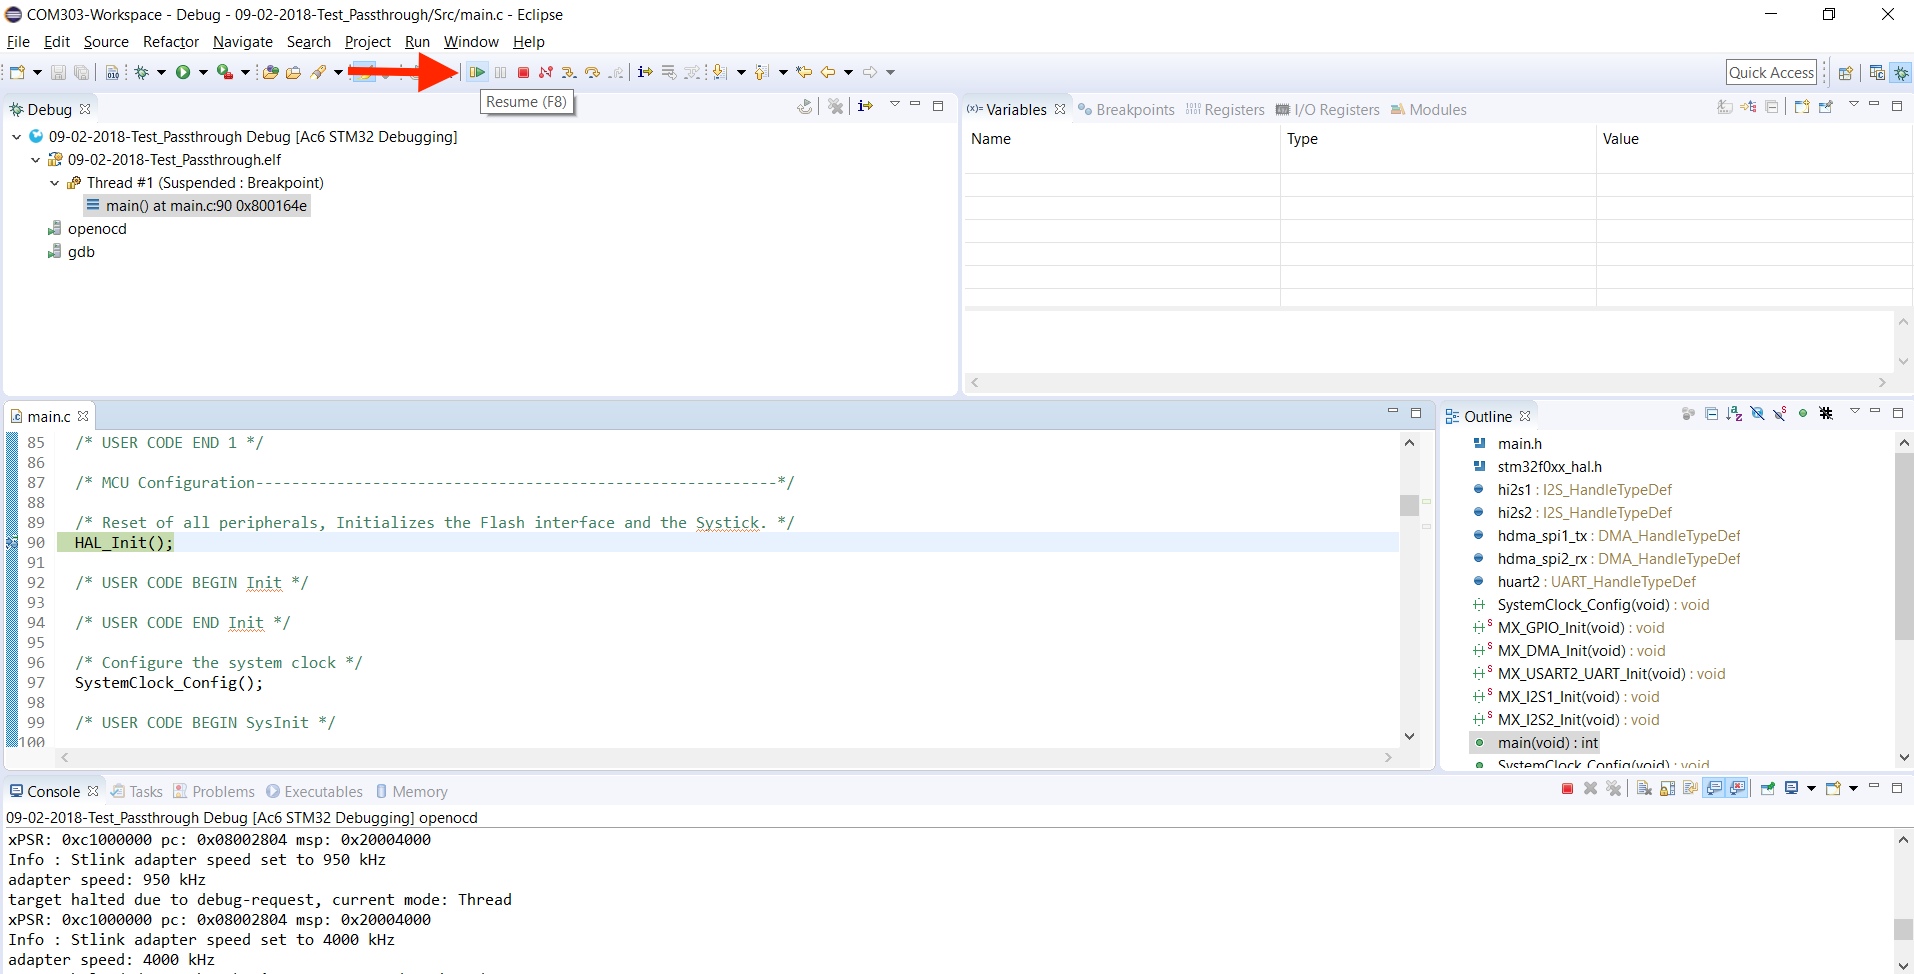 COM303-Workspace - Debug - 09-02-2018-Test_Passthrough/Src/main.c - Eclipse
File Edit Source Refactor Navigate Search Project Run Window Help
Quick Access
Resume (F8)
Debug
09-02-2018-Test_Passthrough Debug [Ac6 STM32 Debugging]
09-02-2018-Test_Passthrough.elf
Thread #1 (Suspended : Breakpoint)
main() at main.c:90 0x800164e
openocd
gdb
(x)= Variables Breakpoints Registers I/O Registers Modules
Name Type Value
main.c
85 /* USER CODE END 1 */
86
87 /* MCU Configuration----------------------------------------------------------*/
88
89 /* Reset of all peripherals, Initializes the Flash interface and the Systick. */
90 HAL_Init();
91
92 /* USER CODE BEGIN Init */
93
94 /* USER CODE END Init */
95
96 /* Configure the system clock */
97 SystemClock_Config();
98
99 /* USER CODE BEGIN SysInit */
100
Outline
main.h
stm32f0xx_hal.h
hi2s1 : I2S_HandleTypeDef
hi2s2 : I2S_HandleTypeDef
hdma_spi1_tx : DMA_HandleTypeDef
hdma_spi2_rx : DMA_HandleTypeDef
huart2 : UART_HandleTypeDef
SystemClock_Config(void) : void
MX_GPIO_Init(void) : void
MX_DMA_Init(void) : void
MX_USART2_UART_Init(void) : void
MX_I2S1_Init(void) : void
MX_I2S2_Init(void) : void
main(void) : int
SystemClock_Config(void) : void
Console Tasks Problems Executables Memory
09-02-2018-Test_Passthrough Debug [Ac6 STM32 Debugging] openocd
xPSR: 0xc1000000 pc: 0x08002804 msp: 0x20004000
Info : Stlink adapter speed set to 950 kHz
adapter speed: 950 kHz
target halted due to debug-request, current mode: Thread
xPSR: 0xc1000000 pc: 0x08002804 msp: 0x20004000
Info : Stlink adapter speed set to 4000 kHz
adapter speed: 4000 kHz